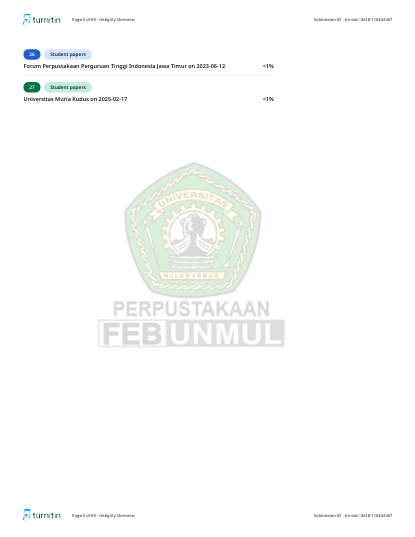 turnitin Page 5 of 69 - Integrity Overview Submission ID trn:oid:::3618:116443407
26 Student papers
Forum Perpustakaan Perguruan Tinggi Indonesia Jawa Timur on 2023-06-12 <1%
27 Student papers
Universitas Muria Kudus on 2025-02-17 <1%
UNIVERSITAS
MULAWARMAN
PERPUSTAKAAN
FEB UNMUL
turnitin Page 5 of 69 - Integrity Overview Submission ID trn:oid:::3618:116443407